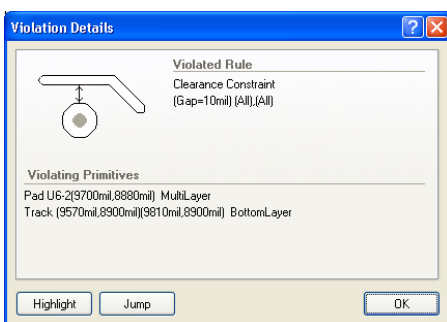 Violation Details
Violated Rule
Clearance Constraint
(Gap=10mil) (All),(All)
Violating Primitives
Pad U6-2(9700mil,8880mil) MultiLayer
Track (9570mil,8900mil)(9810mil,8900mil) BottomLayer
Highlight Jump OK